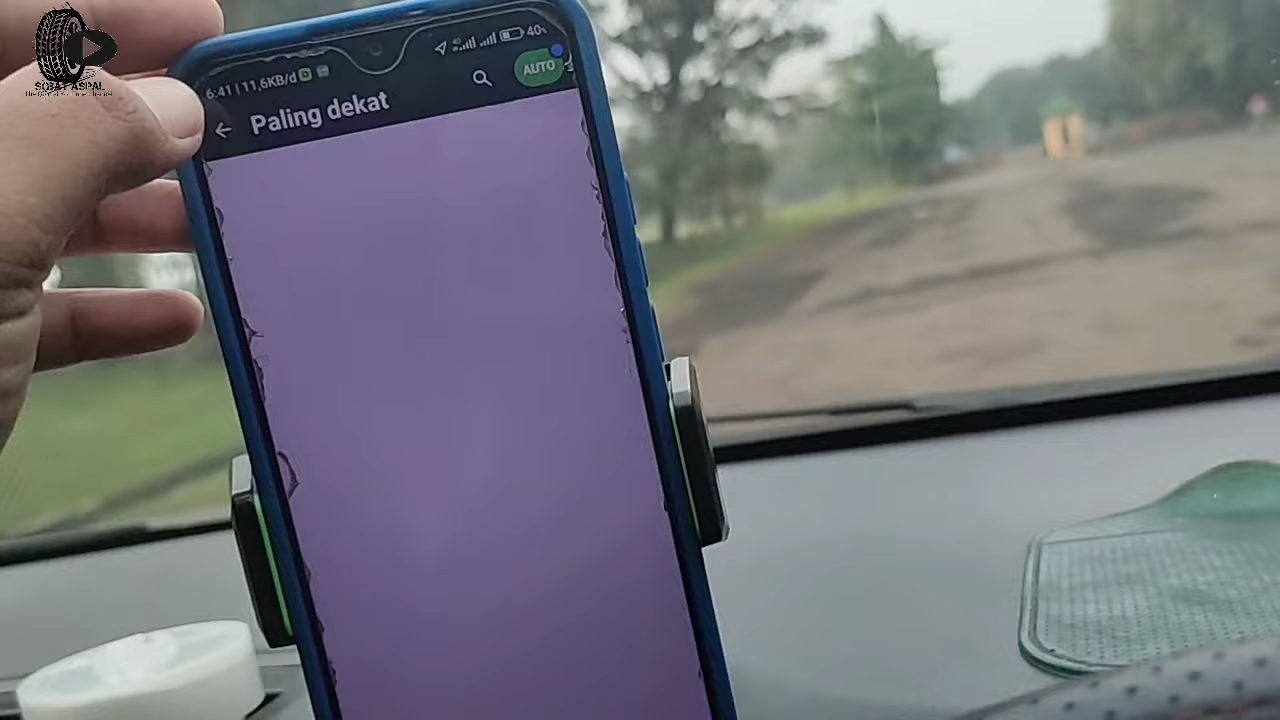 SOBAT ASPAL
6:41 | 11,6KB/d
40%
Paling dekat
AUTO